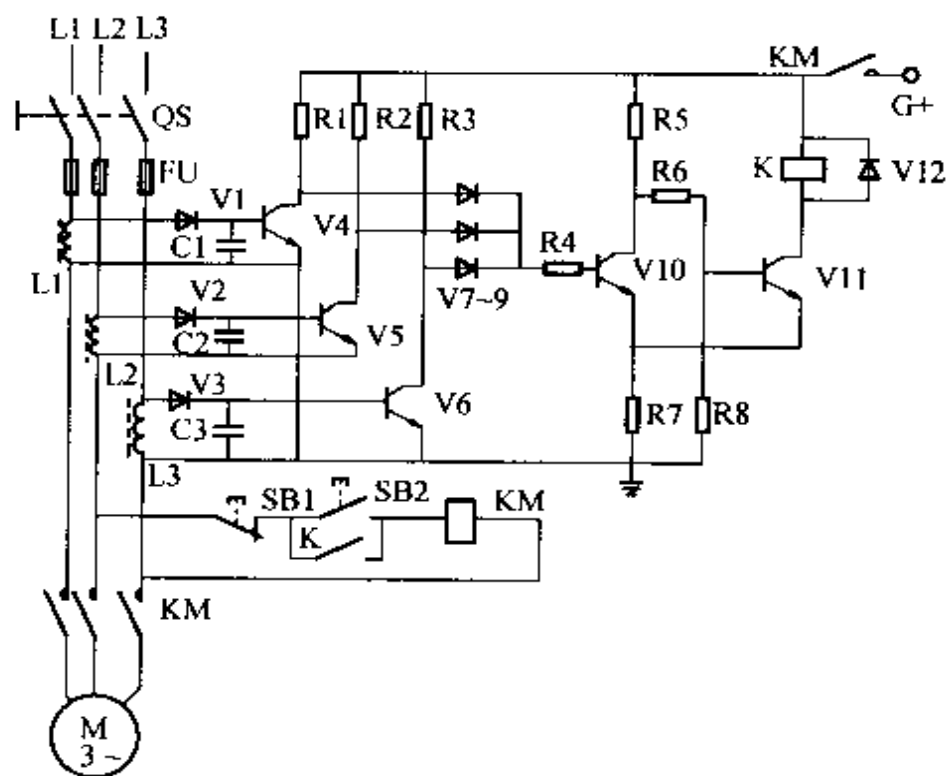 L1 L2 L3
QS
FU
KM
G+
R1
R2
R3
R5
R6
K
V12
V1
C1
V4
L1
R4
V7~9
V10
V11
V2
C2
V5
L2
V3
C3
V6
R7
R8
L3
SB1
SB2
KM
K
KM
M
3 ~